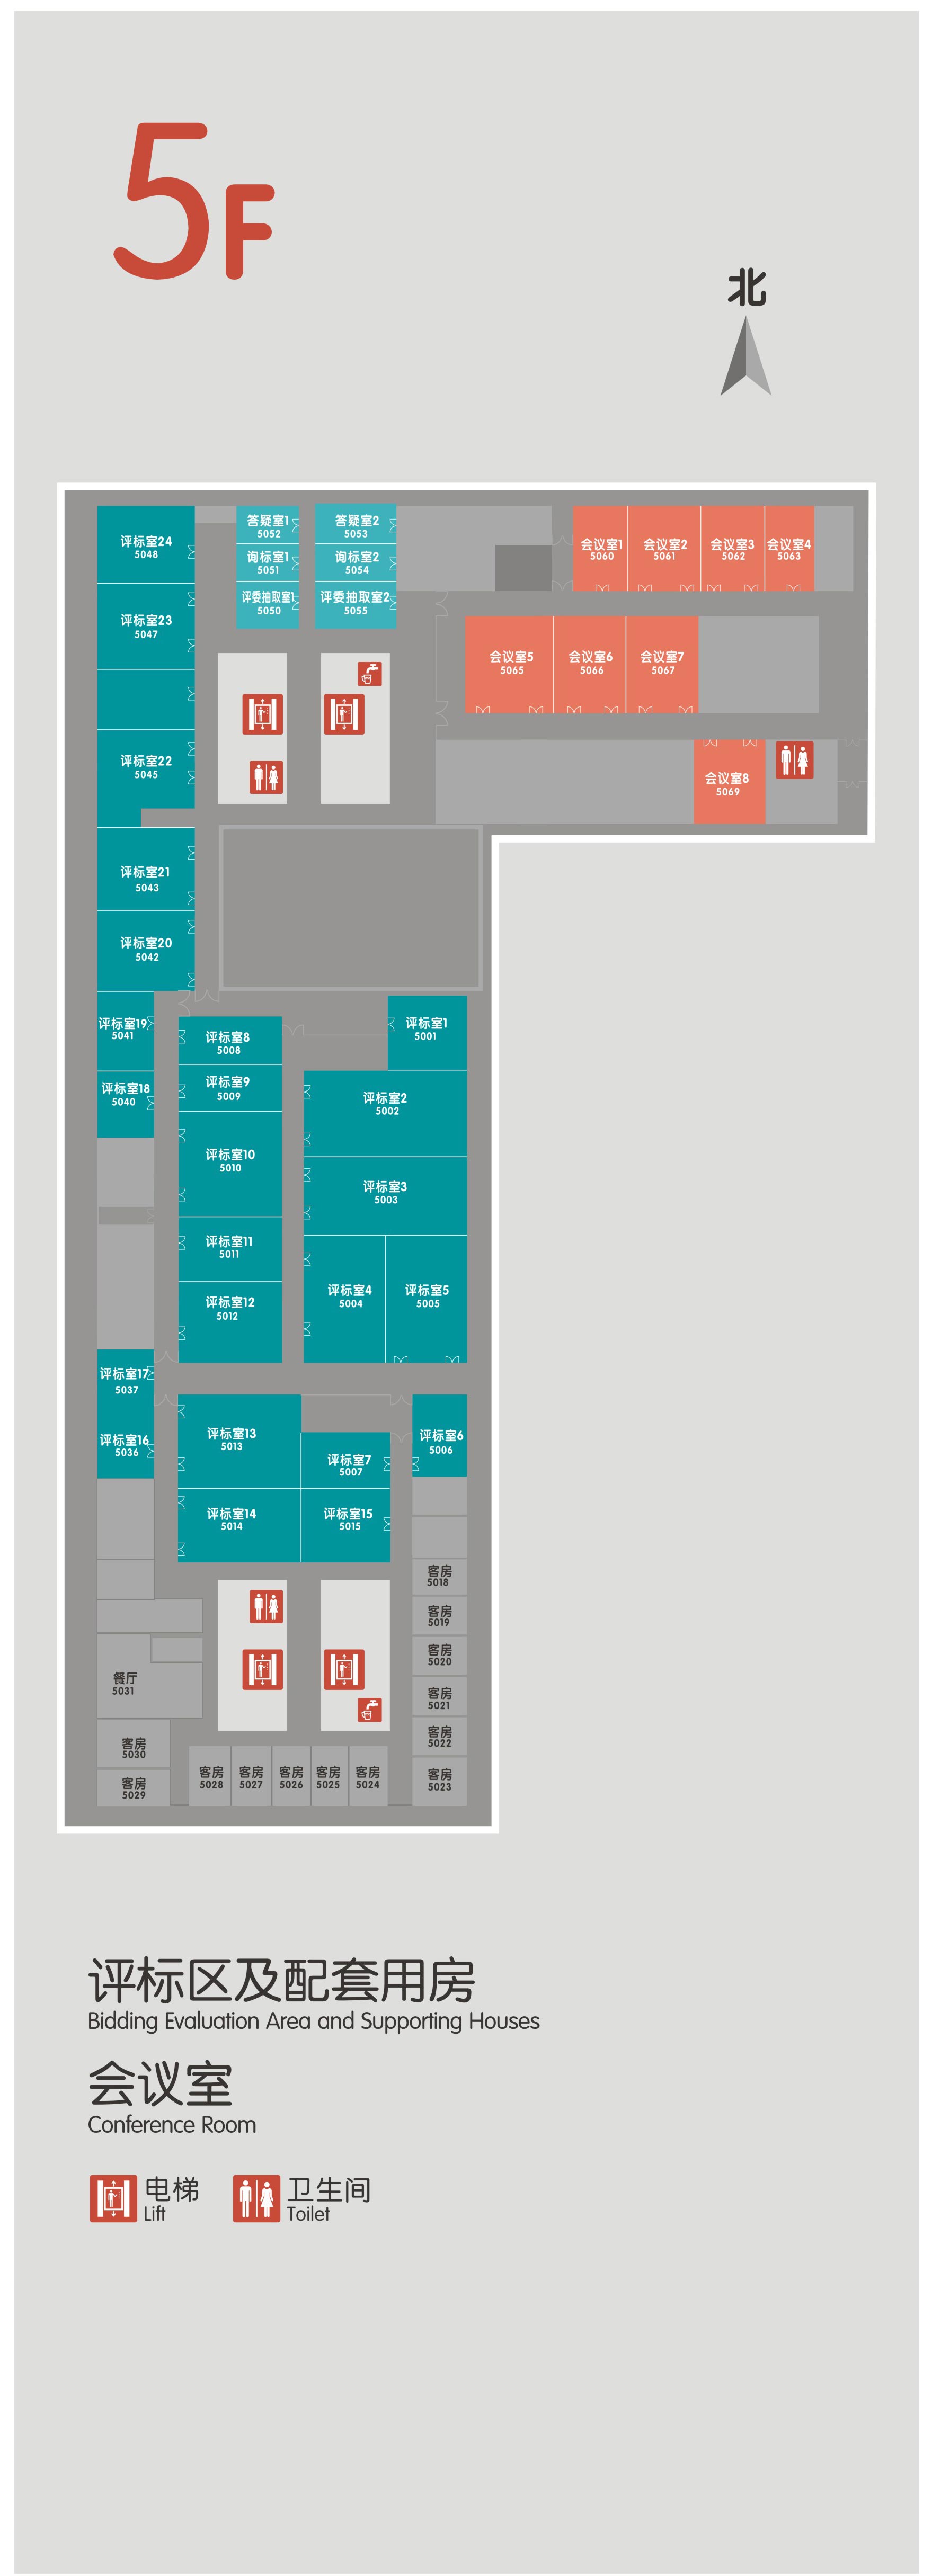 5F
北
评标室24
5048
答疑室1
5052
答疑室2
5053
询标室1
5051
询标室2
5054
评委抽取室1
5050
评委抽取室2
5055
会议室1
5060
会议室2
5061
会议室3
5062
会议室4
5063
评标室23
5047
会议室5
5065
会议室6
5066
会议室7
5067
评标室22
5045
会议室8
5069
评标室21
5043
评标室20
5042
评标室19
5041
评标室8
5008
评标室1
5001
评标室18
5040
评标室9
5009
评标室2
5002
评标室10
5010
评标室3
5003
评标室11
5011
评标室12
5012
评标室4
5004
评标室5
5005
评标室17
5037
评标室16
5036
评标室13
5013
评标室7
5007
评标室6
5006
评标室14
5014
评标室15
5015
客房
5018
客房
5019
客房
5020
客房
5021
客房
5022
客房
5023
餐厅
5031
客房
5030
客房
5029
客房
5028
客房
5027
客房
5026
客房
5025
客房
5024
评标区及配套用房
Bidding Evaluation Area and Supporting Houses
会议室
Conference Room
电梯
Lift
卫生间
Toilet